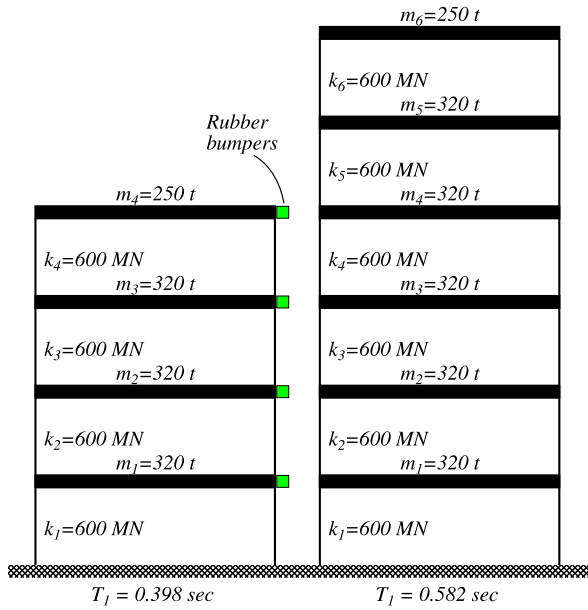 m₆=250 t
k₆=600 MN
m₅=320 t
Rubber
bumpers
k₅=600 MN
m₄=250 t
m₄=320 t
k₄=600 MN
k₄=600 MN
m₃=320 t
m₃=320 t
k₃=600 MN
k₃=600 MN
m₂=320 t
m₂=320 t
k₂=600 MN
k₂=600 MN
m₁=320 t
m₁=320 t
k₁=600 MN
k₁=600 MN
T₁ = 0.398 sec
T₁ = 0.582 sec